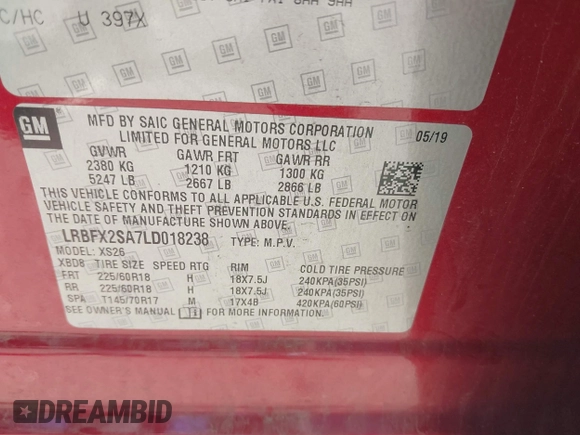 C/HC U 397X
GM
MFD BY SAIC GENERAL MOTORS CORPORATION
LIMITED FOR GENERAL MOTORS LLC
05/19
GVWR GAWR FRT GAWR RR
2380 KG 1210 KG 1300 KG
5247 LB 2667 LB 2866 LB
THIS VEHICLE CONFORMS TO ALL APPLICABLE U.S. FEDERAL MOTOR
VEHICLE SAFETY AND THEFT PREVENTION STANDARDS IN EFFECT ON
THE DATE OF MANUFACTURE SHOWN ABOVE.
LRBFX2SA7LD018238 TYPE: M.P.V.
MODEL: XS26
XBD8 TIRE SIZE SPEED RTG RIM COLD TIRE PRESSURE
FRT 225/60R18 H 18X7.5J 240KPA(35PSI)
RR 225/60R18 H 18X7.5J 240KPA(35PSI)
SPA T145/70R17 M 17X4B 420KPA(60PSI)
SEE OWNER'S MANUAL FOR MORE INFORMATION.
DREAMBID